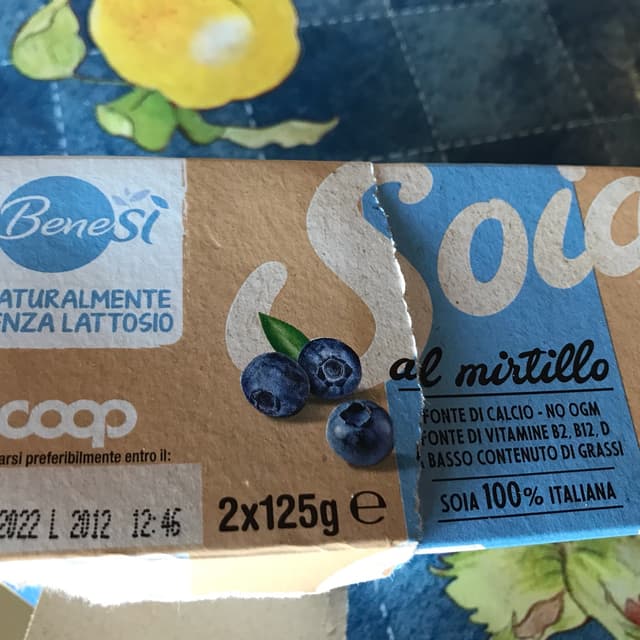 BeneSì
ATURALMENTE
ENZA LATTOSIO
Soia
al mirtillo
FONTE DI CALCIO - NO OGM
FONTE DI VITAMINE B2, B12, D
BASSO CONTENUTO DI GRASSI
SOIA 100% ITALIANA
coop
arsi preferibilmente entro il:
2022 L 2012 12:46
2x125g e